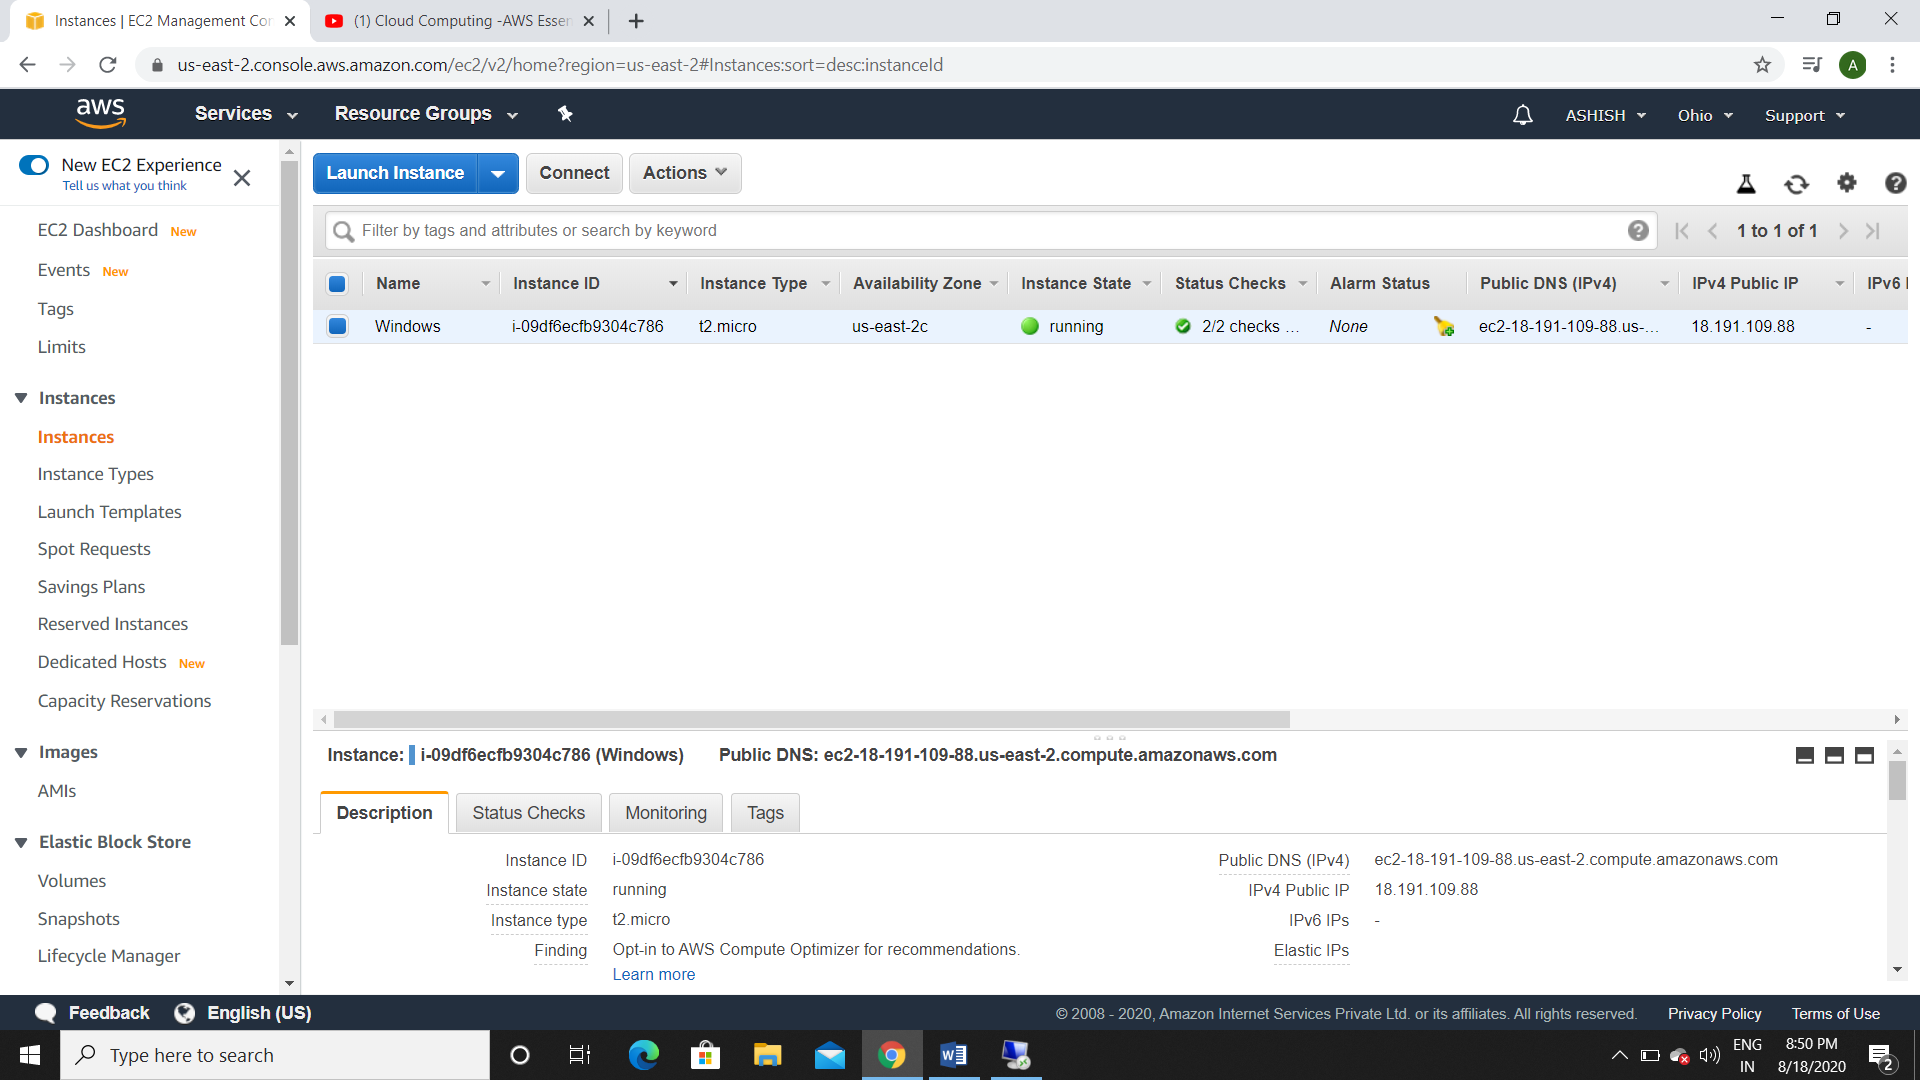 Instances | EC2 Management Con
(1) Cloud Computing -AWS Essen
us-east-2.console.aws.amazon.com/ec2/v2/home?region=us-east-2#Instances:sort=desc:instanceId
A
aws
Services
Resource Groups
ASHISH
Ohio
Support
New EC2 Experience
Tell us what you think
EC2 Dashboard New
Events New
Tags
Limits
Instances
Instances
Instance Types
Launch Templates
Spot Requests
Savings Plans
Reserved Instances
Dedicated Hosts New
Capacity Reservations
Images
AMIs
Elastic Block Store
Volumes
Snapshots
Lifecycle Manager
Launch Instance
Connect
Actions
Filter by tags and attributes or search by keyword
1 to 1 of 1
Name Instance ID Instance Type Availability Zone Instance State Status Checks Alarm Status Public DNS (IPv4) IPv4 Public IP IPv6 I
Windows i-09df6ecfb9304c786 t2.micro us-east-2c running 2/2 checks ... None ec2-18-191-109-88.us-... 18.191.109.88 -
Instance: i-09df6ecfb9304c786 (Windows) Public DNS: ec2-18-191-109-88.us-east-2.compute.amazonaws.com
Description
Status Checks
Monitoring
Tags
Instance ID i-09df6ecfb9304c786
Instance state running
Instance type t2.micro
Finding Opt-in to AWS Compute Optimizer for recommendations.
Learn more
Public DNS (IPv4) ec2-18-191-109-88.us-east-2.compute.amazonaws.com
IPv4 Public IP 18.191.109.88
IPv6 IPs -
Elastic IPs
Feedback
English (US)
© 2008 - 2020, Amazon Internet Services Private Ltd. or its affiliates. All rights reserved.
Privacy Policy
Terms of Use
Type here to search
ENG
IN
8:50 PM
8/18/2020
2